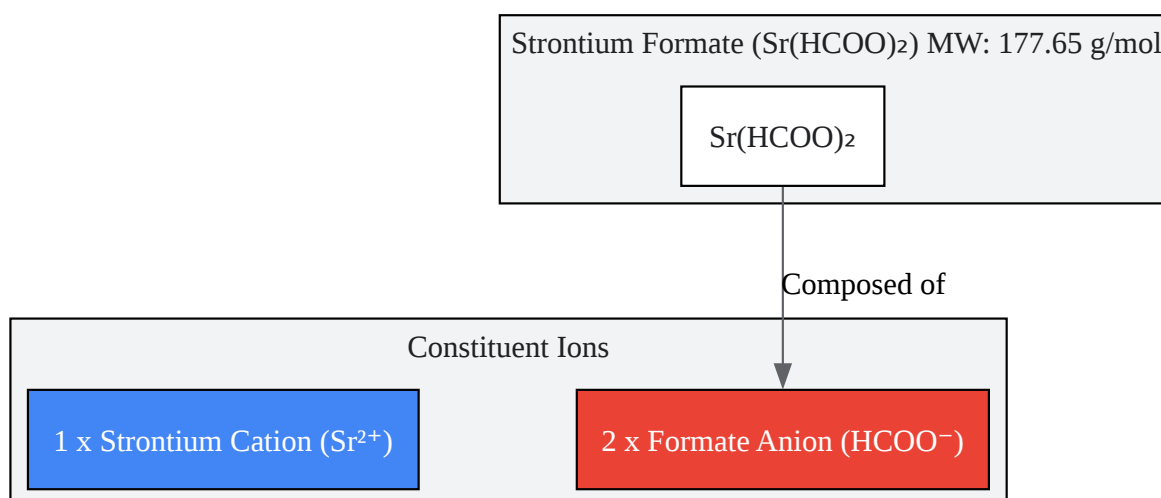 Strontium Formate (Sr(HCOO)₂) MW: 177.65 g/mol
Sr(HCOO)₂
Composed of
Constituent Ions
1 x Strontium Cation (Sr²⁺)
2 x Formate Anion (HCOO⁻)